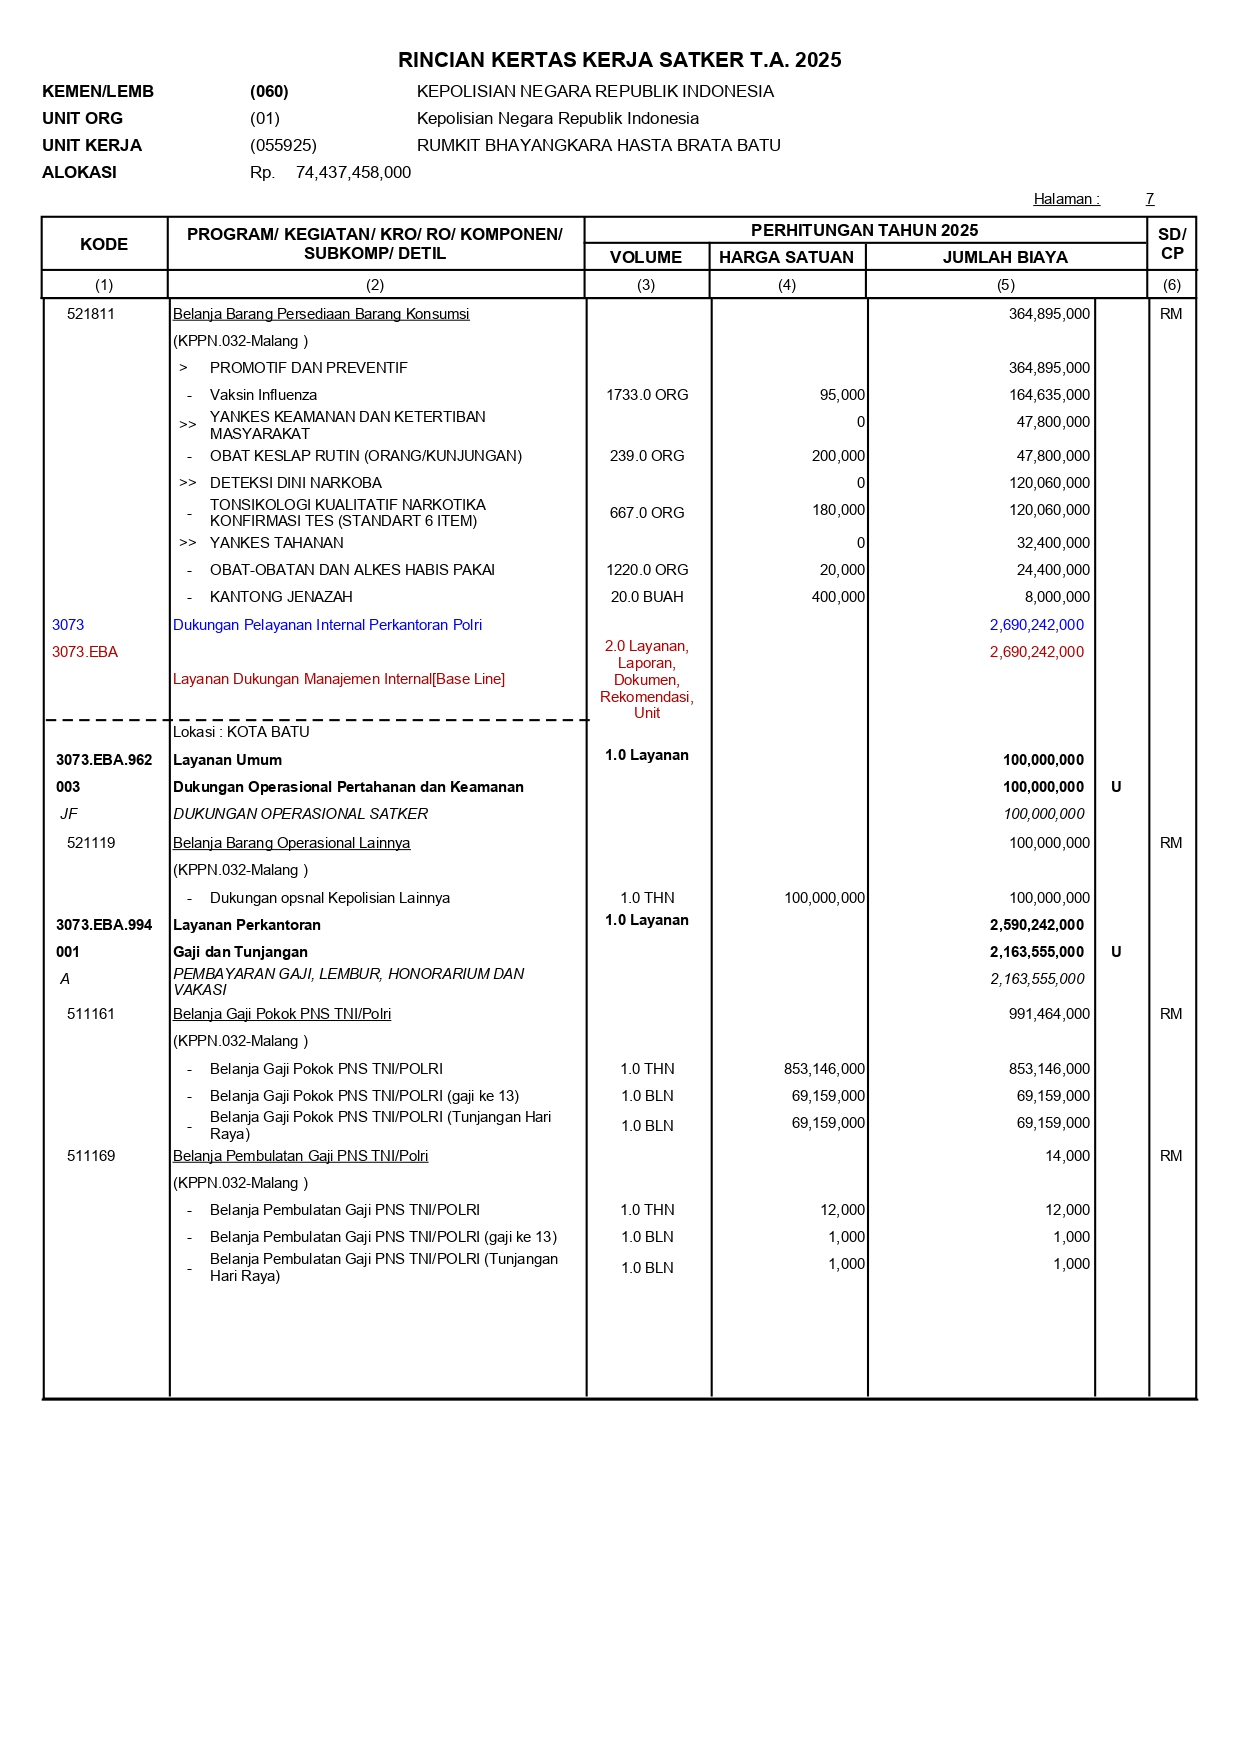 RINCIAN KERTAS KERJA SATKER T.A. 2025
KEMEN/LEMB (060) KEPOLISIAN NEGARA REPUBLIK INDONESIA
UNIT ORG (01) Kepolisian Negara Republik Indonesia
UNIT KERJA (055925) RUMKIT BHAYANGKARA HASTA BRATA BATU
ALOKASI Rp. 74,437,458,000
Halaman : 7
KODE PROGRAM/ KEGIATAN/ KRO/ RO/ KOMPONEN/ SUBKOMP/ DETIL PERHITUNGAN TAHUN 2025 SD/ CP
VOLUME HARGA SATUAN JUMLAH BIAYA
(1) (2) (3) (4) (5) (6)
521811 Belanja Barang Persediaan Barang Konsumsi 364,895,000 RM
(KPPN.032-Malang )
> PROMOTIF DAN PREVENTIF 364,895,000
- Vaksin Influenza 1733.0 ORG 95,000 164,635,000
>> YANKES KEAMANAN DAN KETERTIBAN MASYARAKAT 0 47,800,000
- OBAT KESLAP RUTIN (ORANG/KUNJUNGAN) 239.0 ORG 200,000 47,800,000
>> DETEKSI DINI NARKOBA 0 120,060,000
- TONSIKOLOGI KUALITATIF NARKOTIKA KONFIRMASI TES (STANDART 6 ITEM) 667.0 ORG 180,000 120,060,000
>> YANKES TAHANAN 0 32,400,000
- OBAT-OBATAN DAN ALKES HABIS PAKAI 1220.0 ORG 20,000 24,400,000
- KANTONG JENAZAH 20.0 BUAH 400,000 8,000,000
3073 Dukungan Pelayanan Internal Perkantoran Polri 2,690,242,000
3073.EBA Layanan Dukungan Manajemen Internal[Base Line] 2.0 Layanan, Laporan, Dokumen, Rekomendasi, Unit 2,690,242,000
Lokasi : KOTA BATU
3073.EBA.962 Layanan Umum 1.0 Layanan 100,000,000
003 Dukungan Operasional Pertahanan dan Keamanan 100,000,000 U
JF DUKUNGAN OPERASIONAL SATKER 100,000,000
521119 Belanja Barang Operasional Lainnya 100,000,000 RM
(KPPN.032-Malang )
- Dukungan opsnal Kepolisian Lainnya 1.0 THN 100,000,000 100,000,000
3073.EBA.994 Layanan Perkantoran 1.0 Layanan 2,590,242,000
001 Gaji dan Tunjangan 2,163,555,000 U
A PEMBAYARAN GAJI, LEMBUR, HONORARIUM DAN VAKASI 2,163,555,000
511161 Belanja Gaji Pokok PNS TNI/Polri 991,464,000 RM
(KPPN.032-Malang )
- Belanja Gaji Pokok PNS TNI/POLRI 1.0 THN 853,146,000 853,146,000
- Belanja Gaji Pokok PNS TNI/POLRI (gaji ke 13) 1.0 BLN 69,159,000 69,159,000
- Belanja Gaji Pokok PNS TNI/POLRI (Tunjangan Hari Raya) 1.0 BLN 69,159,000 69,159,000
511169 Belanja Pembulatan Gaji PNS TNI/Polri 14,000 RM
(KPPN.032-Malang )
- Belanja Pembulatan Gaji PNS TNI/POLRI 1.0 THN 12,000 12,000
- Belanja Pembulatan Gaji PNS TNI/POLRI (gaji ke 13) 1.0 BLN 1,000 1,000
- Belanja Pembulatan Gaji PNS TNI/POLRI (Tunjangan Hari Raya) 1.0 BLN 1,000 1,000